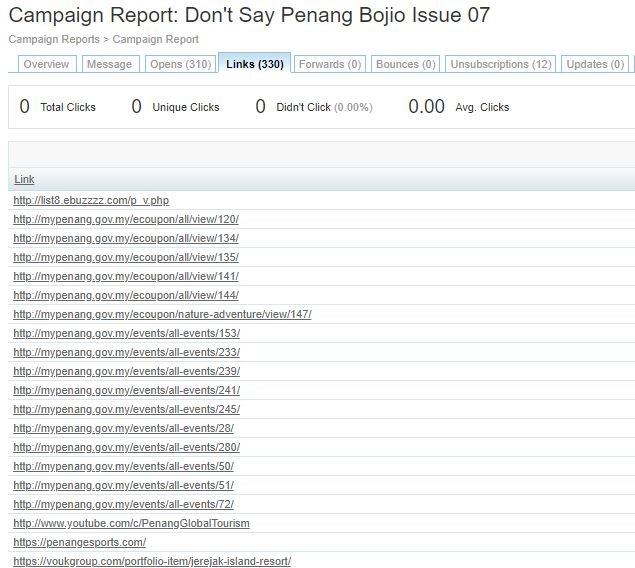 Campaign Report: Don't Say Penang Bojio Issue 07
Campaign Reports > Campaign Report
Overview Message Opens (310) Links (330) Forwards (0) Bounces (0) Unsubscriptions (12) Updates (0)
0 Total Clicks 0 Unique Clicks 0 Didn't Click (0.00%) 0.00 Avg. Clicks
Link
http://list8.ebuzzzz.com/p_v.php
http://mypenang.gov.my/ecoupon/all/view/120/
http://mypenang.gov.my/ecoupon/all/view/134/
http://mypenang.gov.my/ecoupon/all/view/135/
http://mypenang.gov.my/ecoupon/all/view/141/
http://mypenang.gov.my/ecoupon/all/view/144/
http://mypenang.gov.my/ecoupon/nature-adventure/view/147/
http://mypenang.gov.my/events/all-events/153/
http://mypenang.gov.my/events/all-events/233/
http://mypenang.gov.my/events/all-events/239/
http://mypenang.gov.my/events/all-events/241/
http://mypenang.gov.my/events/all-events/245/
http://mypenang.gov.my/events/all-events/28/
http://mypenang.gov.my/events/all-events/280/
http://mypenang.gov.my/events/all-events/50/
http://mypenang.gov.my/events/all-events/51/
http://mypenang.gov.my/events/all-events/72/
http://www.youtube.com/c/PenangGlobalTourism
https://penangesports.com/
https://voukgroup.com/portfolio-item/jerejak-island-resort/